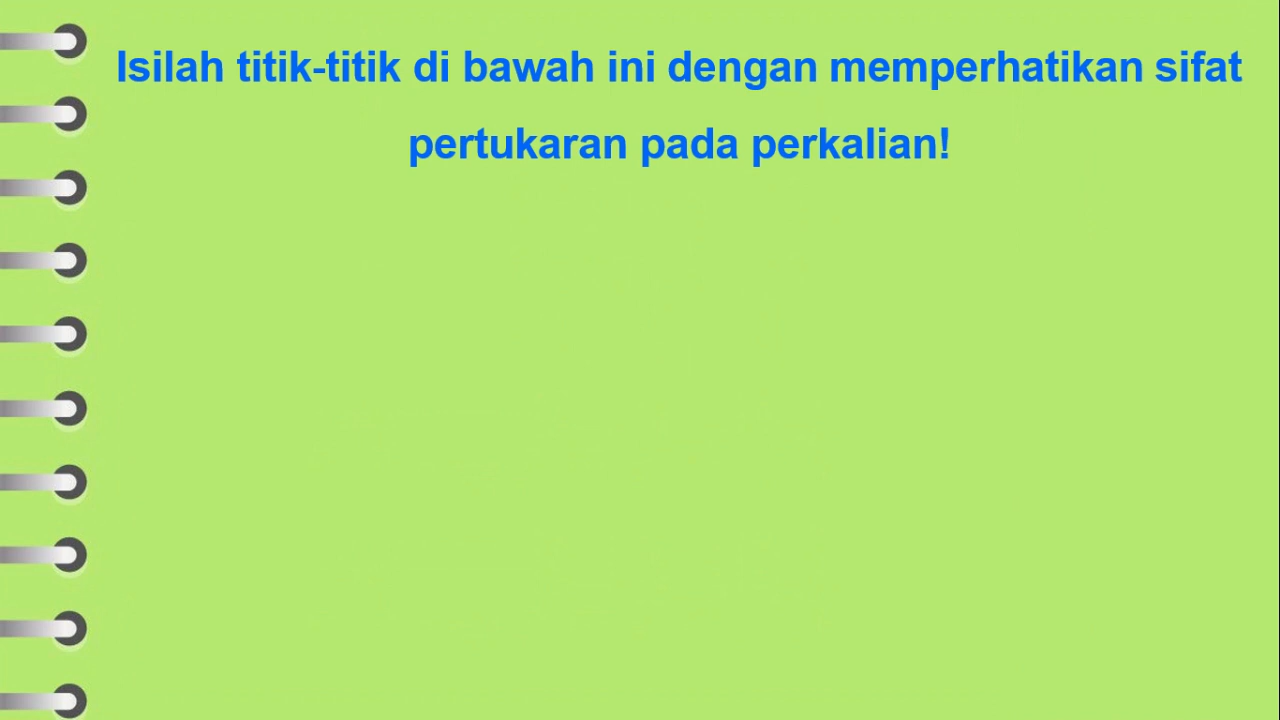 Isilah titik-titik di bawah ini dengan memperhatikan sifat
pertukaran pada perkalian!